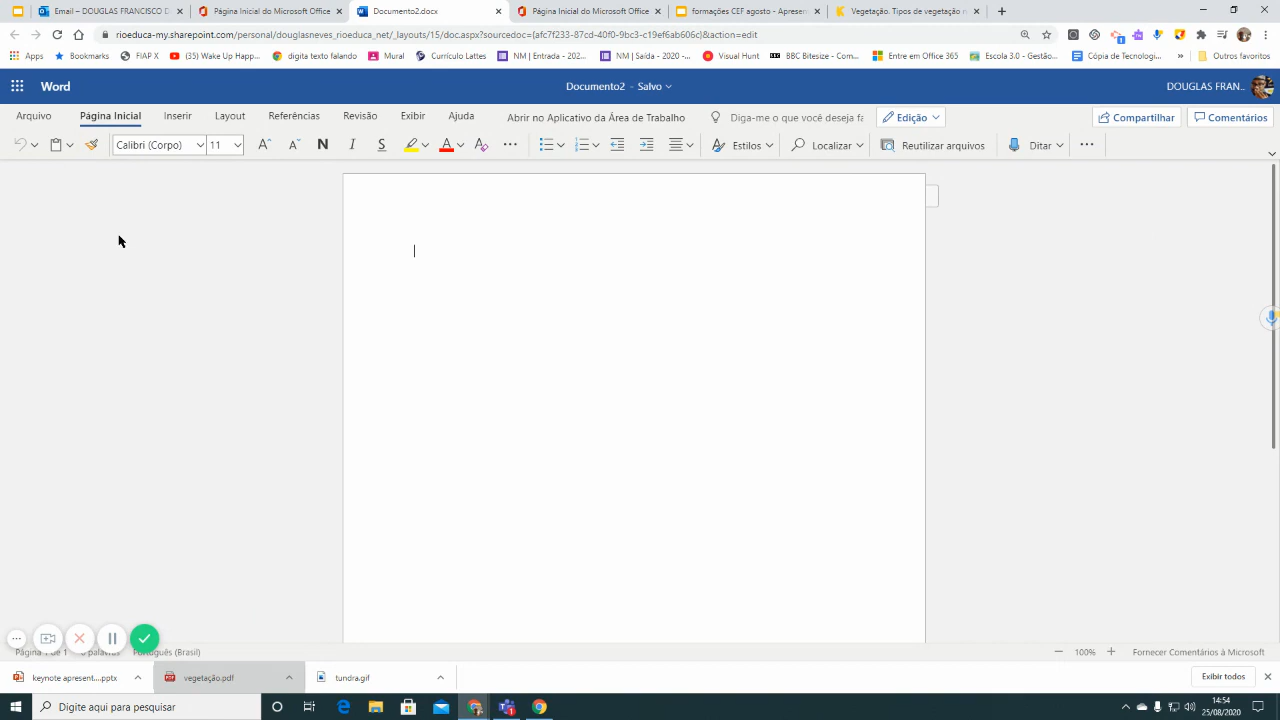 Email – DOUGLAS FRANCISCO D
Página Inicial do Microsoft Office
Documento2.docx
Página Inicial do Microsoft Office
formações CEF agosto - Apresen
Vegetação. Tipos de vegetação n
rioeduca-my.sharepoint.com/personal/douglasneves_rioeduca_net/_layouts/15/doc.aspx?sourcedoc={afc7f233-87cd-40f0-9bc3-c19ef6ab606c}&action=edit
Apps
Bookmarks
FIAP X
(35) Wake Up Happ...
digita texto falando
Mural
Currículo Lattes
NM | Entrada - 202...
NM | Saída - 2020 -...
Visual Hunt
BBC Bitesize - Com...
Entre em Office 365
Escola 3.0 - Gestão...
Cópia de Tecnologi...
»
Outros favoritos
Word
Documento2 - Salvo
DOUGLAS FRAN...
Arquivo
Página Inicial
Inserir
Layout
Referências
Exibir
Revisão
Ajuda
Abrir no Aplicativo da Área de Trabalho
Diga-me o que você deseja fa
Edição
Compartilhar
Comentários
Calibri (Corpo)
11
N
I
S
Estilos
Localizar
Reutilizar arquivos
Ditar
100%
Fornecer Comentários à Microsoft
Português (Brasil)
keynote apresent....pptx
vegetação.pdf
tundra.gif
Exibir todos
Digite aqui para pesquisar
14:54
25/08/2020